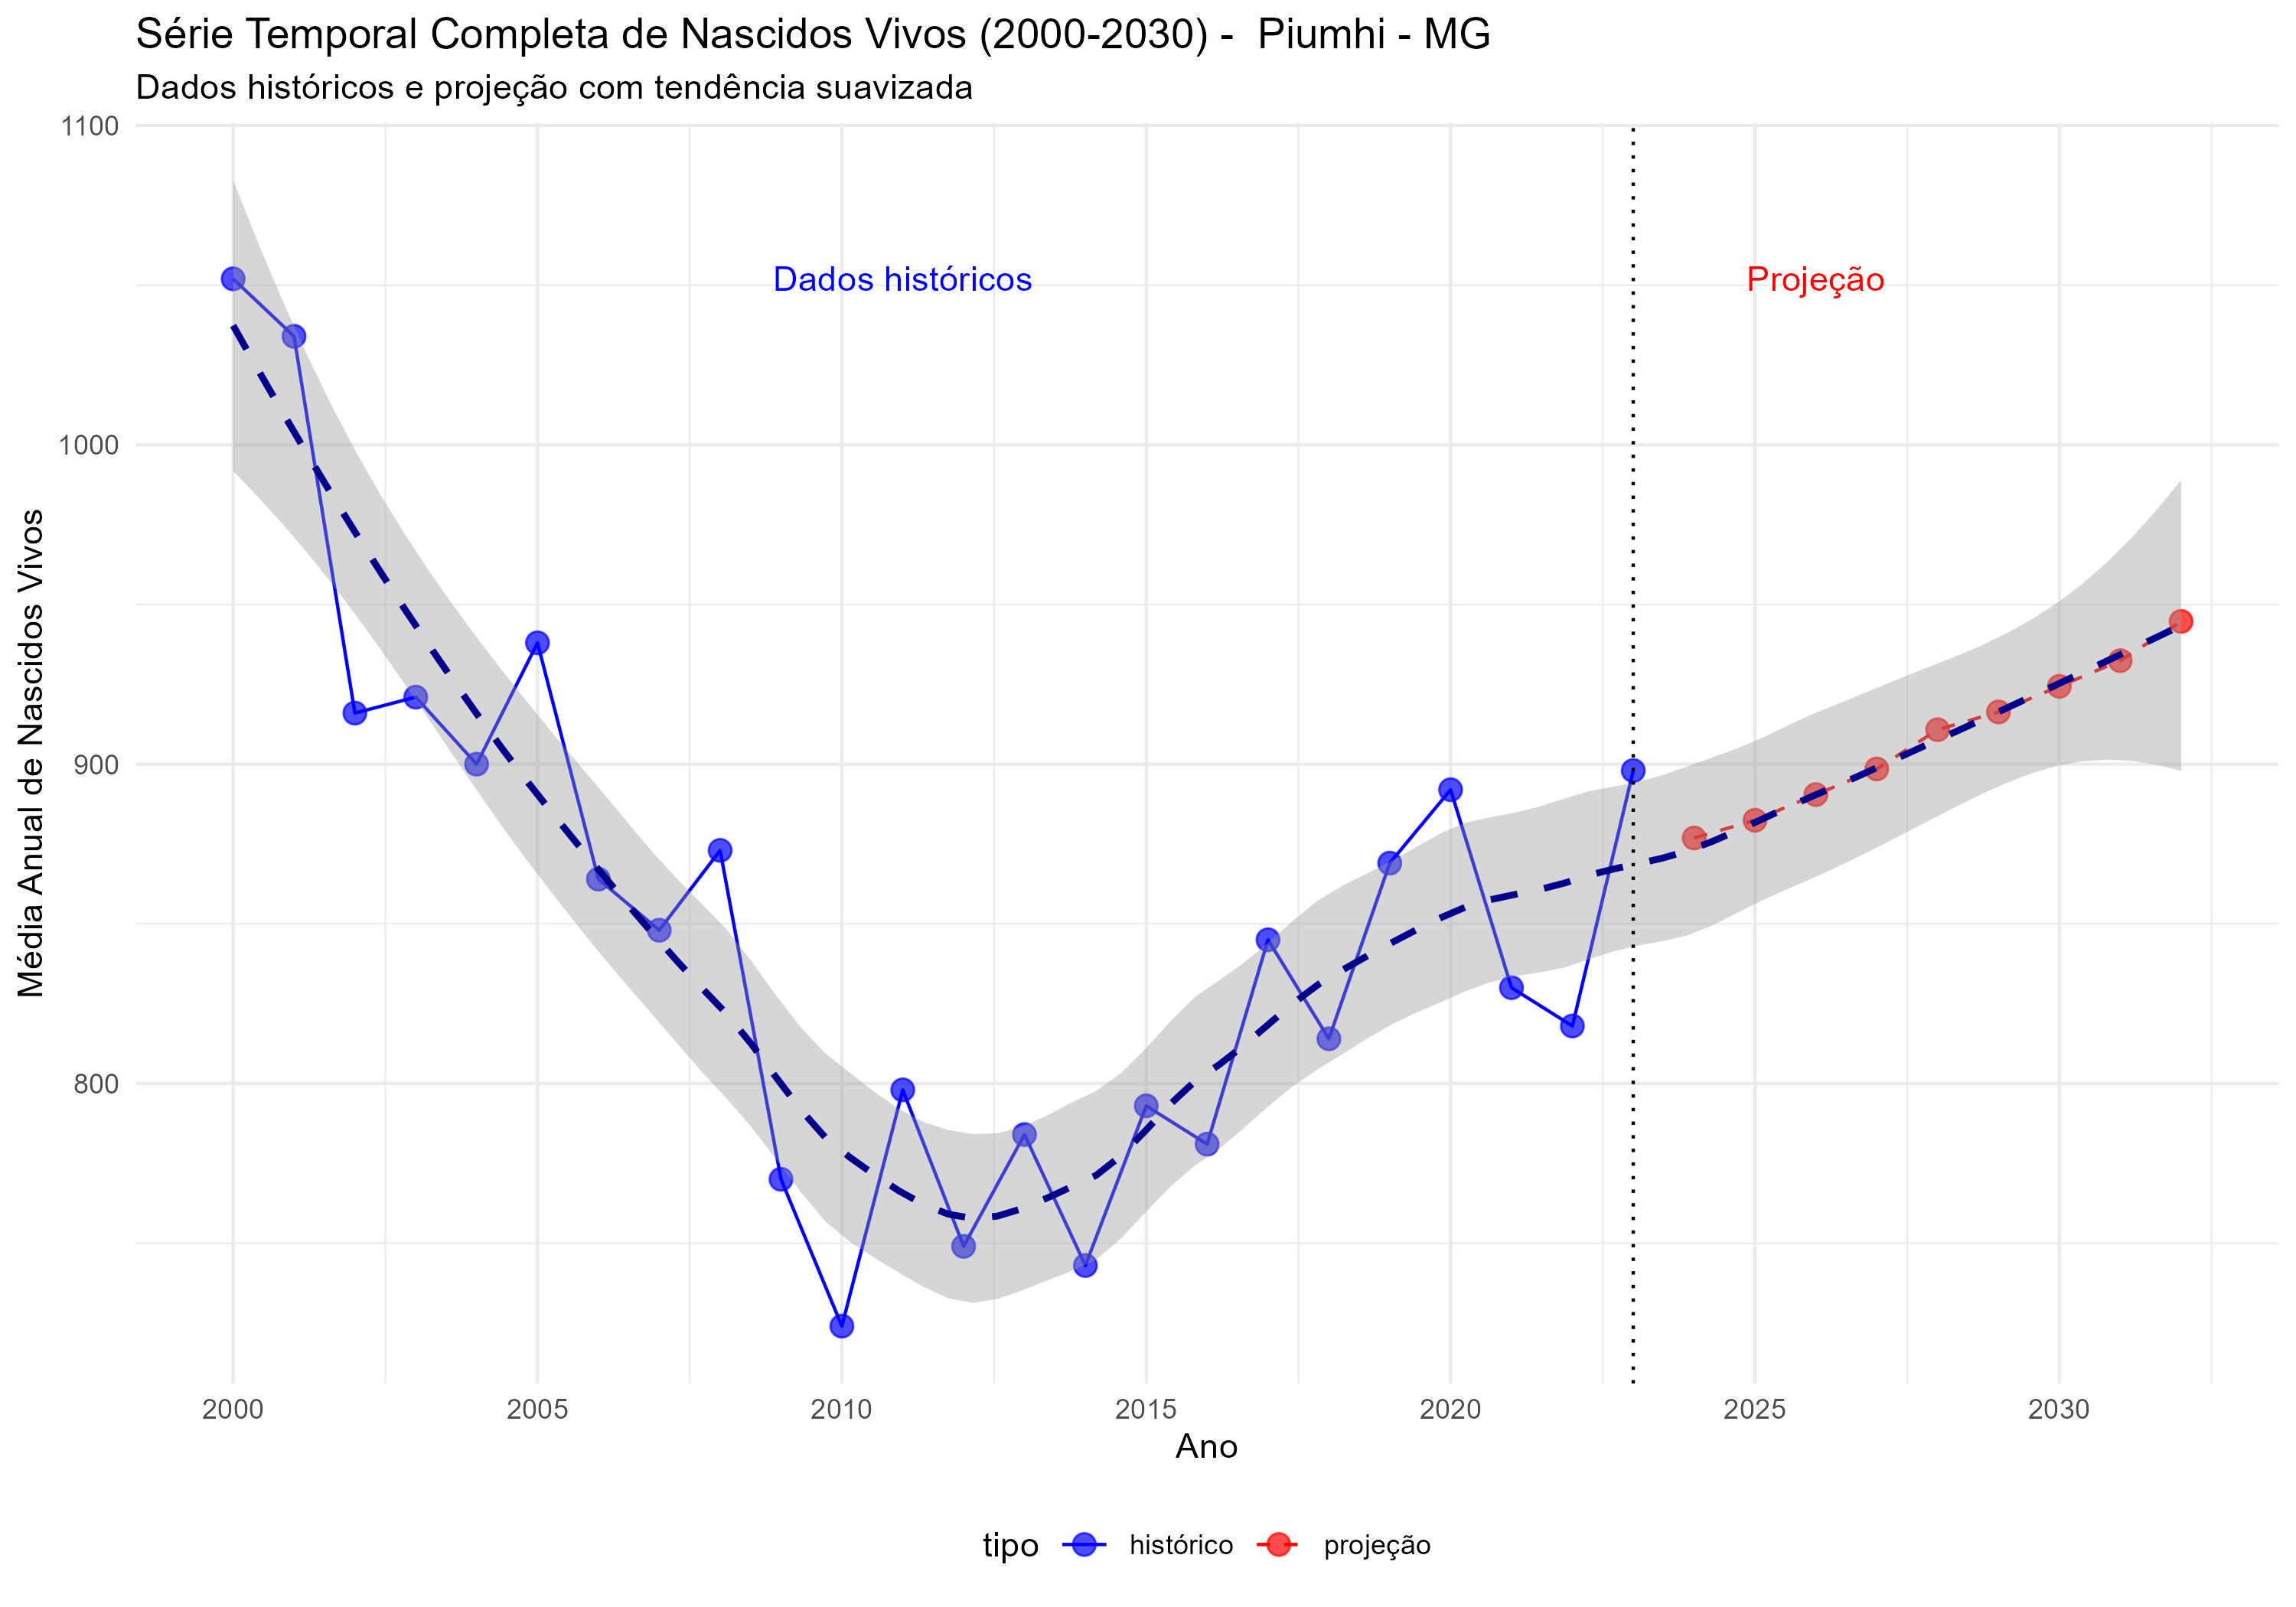 Série Temporal Completa de Nascidos Vivos (2000-2030) -  Piumhi - MG
Dados históricos e projeção com tendência suavizada
Média Anual de Nascidos Vivos
1100
1000
900
800
Dados históricos
Projeção
2000 2005 2010 2015 2020 2025 2030
Ano
tipo histórico projeção